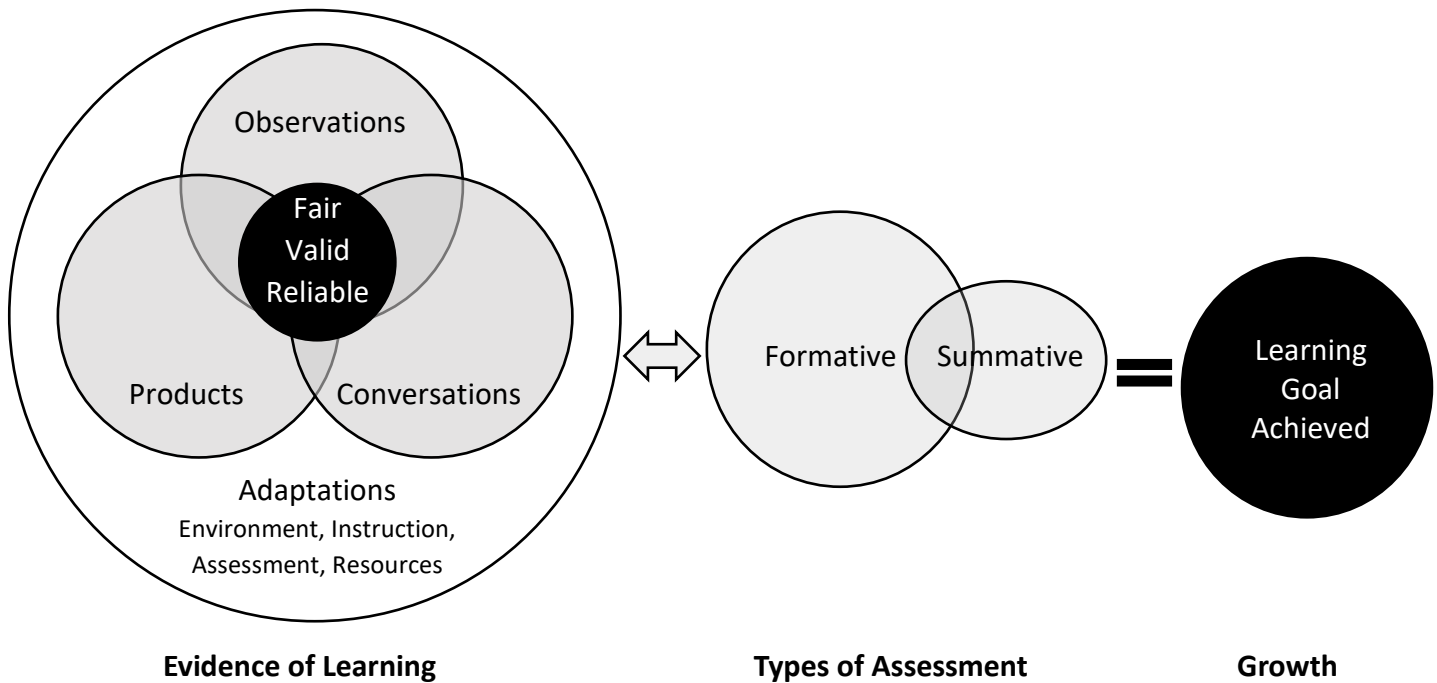 Observations
Fair
Valid
Reliable
Products
Conversations
Adaptations
Environment, Instruction,
Assessment, Resources
Formative
Summative
Learning
Goal
Achieved
Evidence of Learning
Types of Assessment
Growth